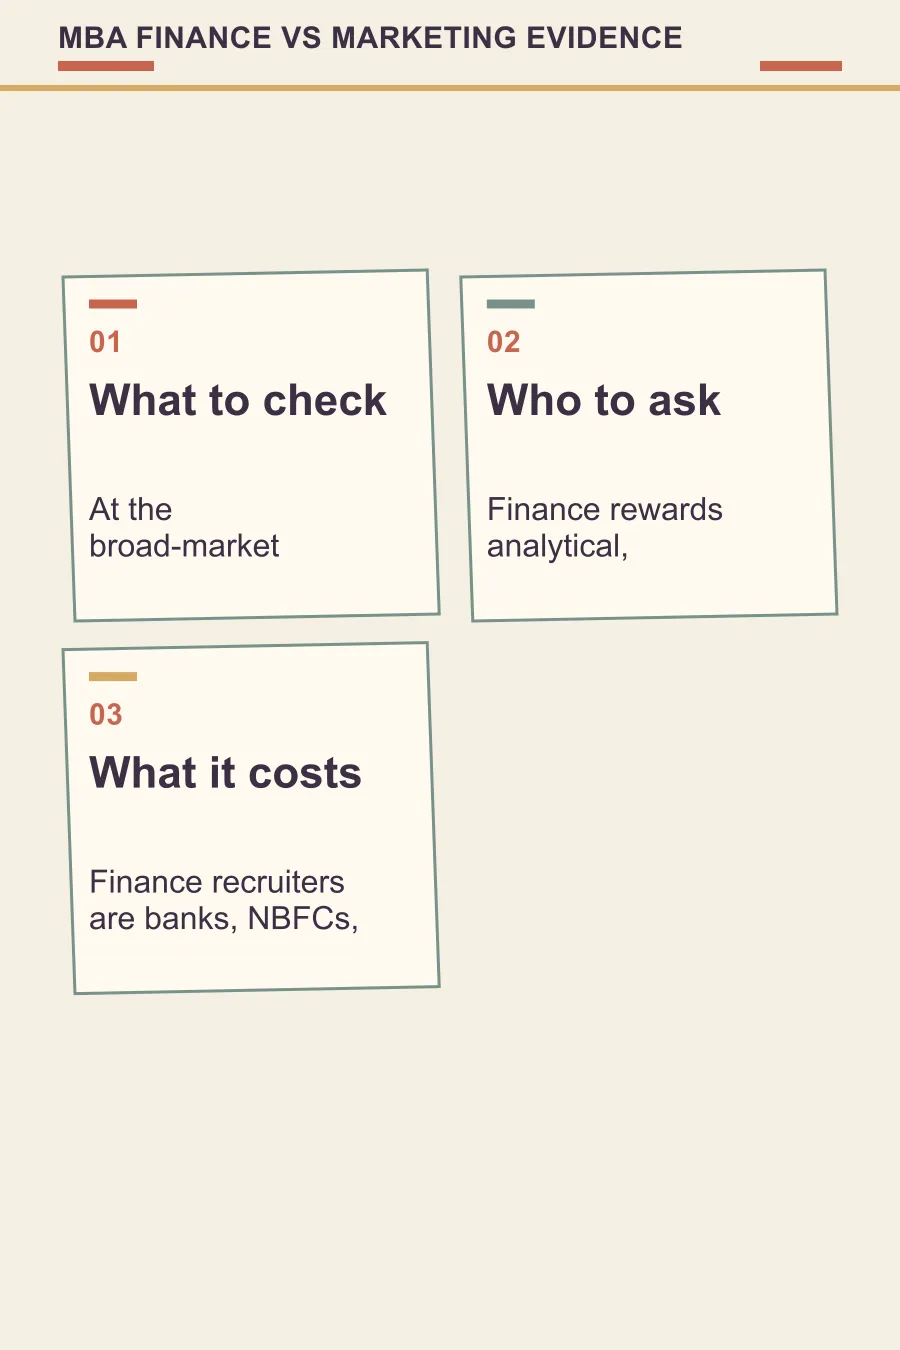 MBA FINANCE VS MARKETING EVIDENCE
01
What to check
At the
broad-market
02
Who to ask
Finance rewards
analytical,
03
What it costs
Finance recruiters
are banks, NBFCs,